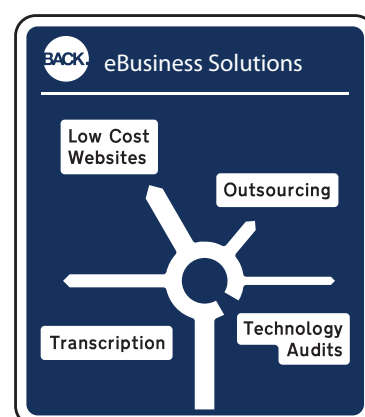 BACK.
eBusiness Solutions
Low Cost
Websites
Outsourcing
Transcription
Technology
Audits